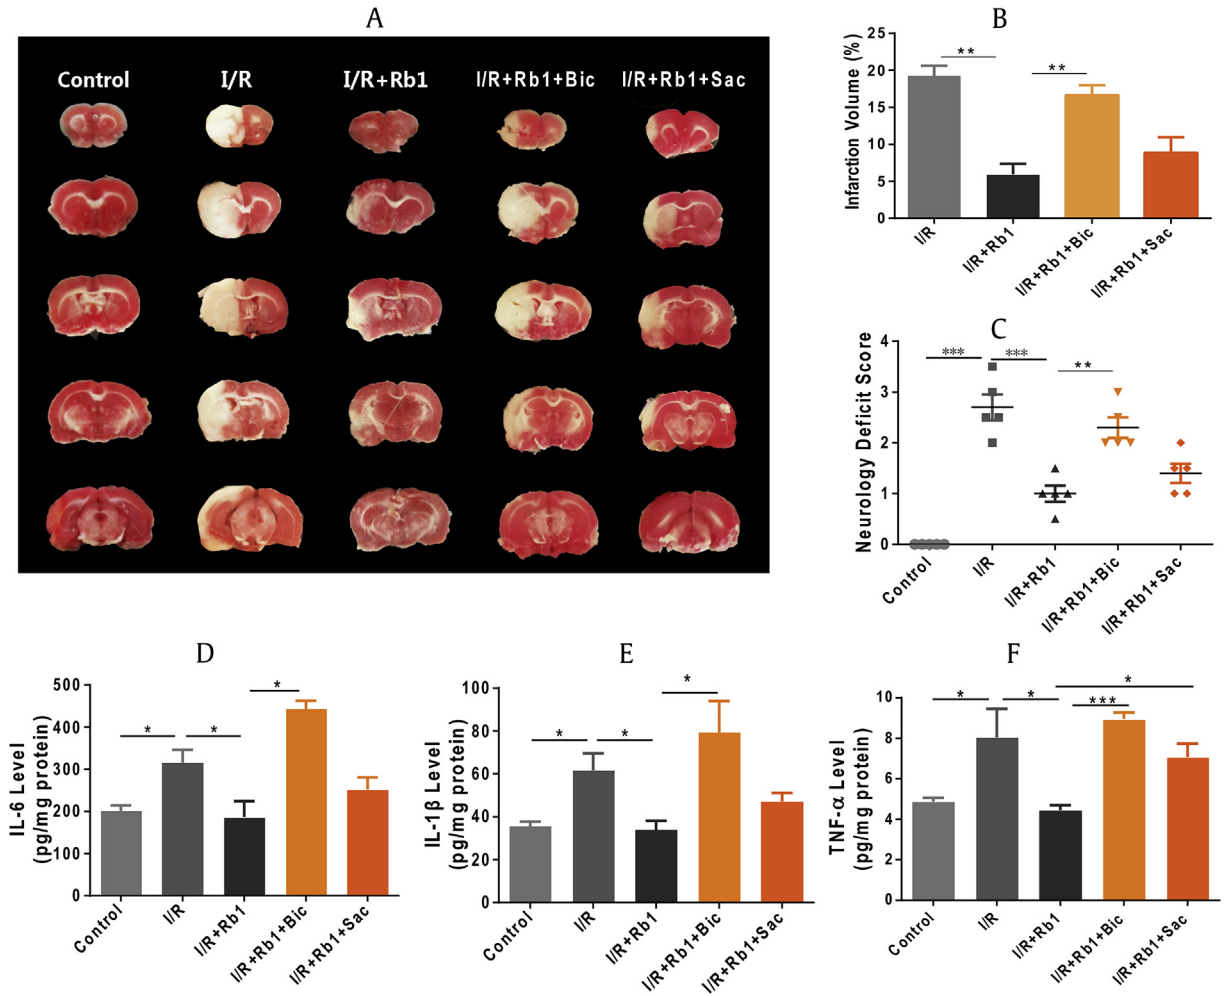 A
Control
I/R
I/R+Rb1
I/R+Rb1+Bic
I/R+Rb1+Sac
B
Infarction Volume (%)
25
20
15
10
5
0
**
**
I/R
I/R+Rb1
I/R+Rb1+Bic
I/R+Rb1+Sac
C
Neurology Deficit Score
4
3
2
1
0
***
***
**
Control
I/R
I/R+Rb1
I/R+Rb1+Bic
I/R+Rb1+Sac
D
IL-6 Level
(pg/mg protein)
500
400
300
200
100
0
*
*
*
Control
I/R
I/R+Rb1
I/R+Rb1+Bic
I/R+Rb1+Sac
E
IL-1β Level
(pg/mg protein)
100
80
60
40
20
0
*
*
*
Control
I/R
I/R+Rb1
I/R+Rb1+Bic
I/R+Rb1+Sac
F
TNF-α Level
(pg/mg protein)
10
8
6
4
2
0
*
*
***
*
Control
I/R
I/R+Rb1
I/R+Rb1+Bic
I/R+Rb1+Sac